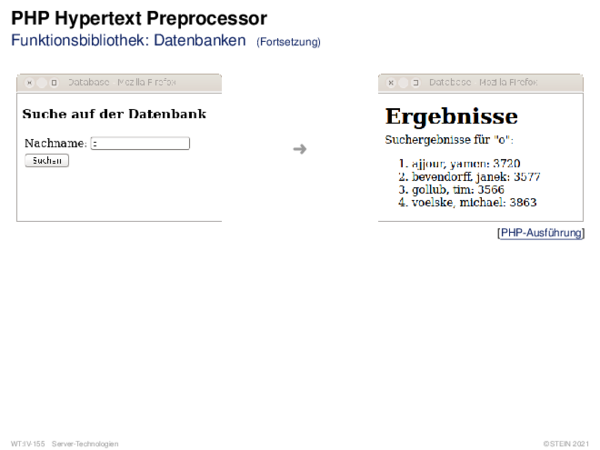 PHP Hypertext Preprocessor
Funktionsbibliothek: Datenbanken (Fortsetzung)
Database - Mozilla Firefox
Suche auf der Datenbank
Nachname:
Suchen
➜
Database - Mozilla Firefox
Ergebnisse
Suchergebnisse für "o":
1. ajjour, yamen: 3720
2. bevendorff, janek: 3577
3. gollub, tim: 3566
4. voelske, michael: 3863
[PHP-Ausführung]
WT:IV-155 Server-Technologien
©STEIN 2021